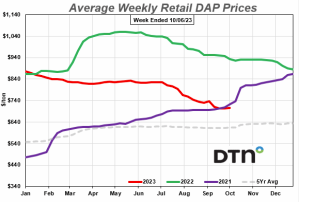 Average Weekly Retail DAP Prices
Week Ended 10/06/23
$1,140
$1,040
$940
$840
$740
$640
$540
$440
$340
$/ton
Jan Feb Mar Apr May Jun Jul Aug Sep Oct Nov Dec
DTN
2023 2022 2021 5Yr Avg